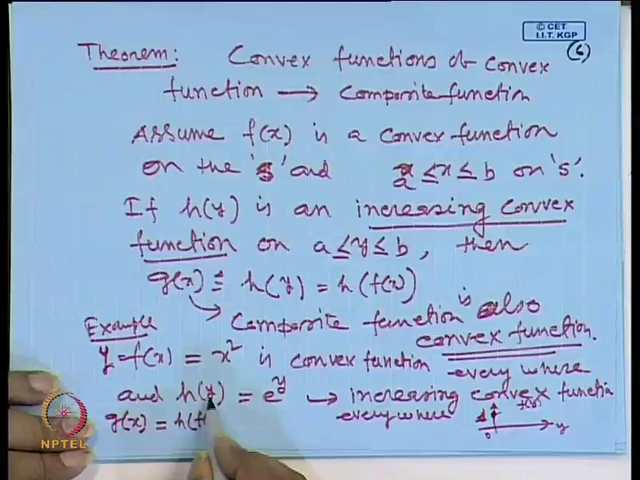 © CET
I.I.T. KGP
6
Theorem: Convex functions of convex
function → Composite function
Assume f(x) is a convex function
on the 's' and a ≤ x ≤ b on 's'.
If h(y) is an increasing convex
function on a ≤ y ≤ b, then
g(x) ≜ h(y) = h(f(x))
↳ Composite function is also
convex function.
Example
y = f(x) = x² is convex function every where
and h(y) = e^y → increasing convex function
everywhere
g(x) = h(f
0 y
NPTEL